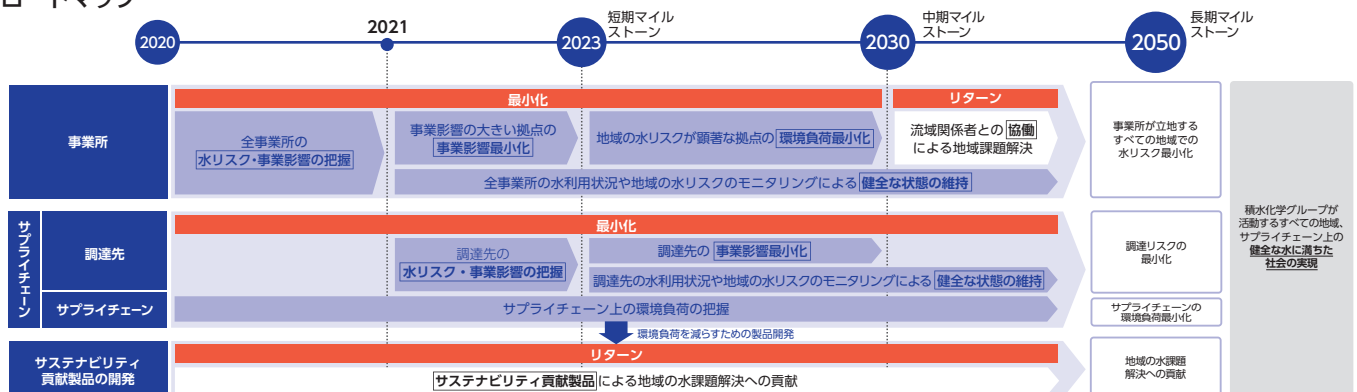 ロードマップ
2020
2021
2023
短期マイル
ストーン
2030
中期マイル
ストーン
2050
長期マイル
ストーン
事業所
最小化
リターン
全事業所の
水リスク・事業影響の把握
事業影響の大きい拠点の
事業影響最小化
地域の水リスクが顕著な拠点の 環境負荷最小化
流域関係者との 協働
による地域課題解決
全事業所の水利用状況や地域の水リスクのモニタリングによる 健全な状態の維持
事業所が立地する
すべての地域での
水リスク最小化
サプライチェーン
調達先
最小化
調達先の
水リスク・事業影響の把握
調達先の 事業影響最小化
調達先の水利用状況や地域の水リスクのモニタリングによる 健全な状態の維持
調達リスクの
最小化
サプライチェーン
サプライチェーン上の環境負荷の把握
サプライチェーンの
環境負荷最小化
環境負荷を減らすための製品開発
サステナビリティ
貢献製品の開発
リターン
サステナビリティ貢献製品 による地域の水課題解決への貢献
地域の水課題
解決への貢献
積水化学グループが
活動するすべての地域、
サプライチェーン上の
健全な水に満ちた
社会の実現